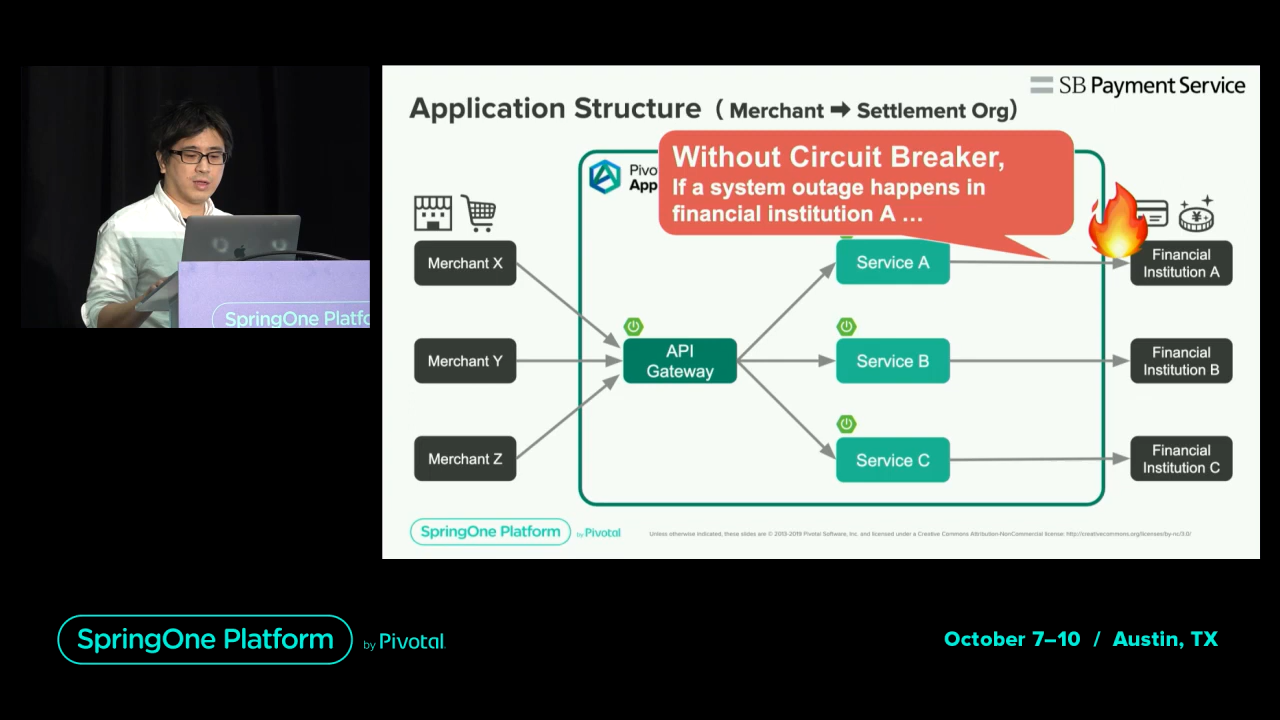 SB Payment Service
Application Structure ( Merchant ➡ Settlement Org)
Without Circuit Breaker,
If a system outage happens in
financial institution A ...
Pivo
App
Merchant X
Service A
Financial
Institution A
Merchant Y
API
Gateway
Service B
Financial
Institution B
Merchant Z
Service C
Financial
Institution C
SpringOne Platform by Pivotal
Unless otherwise indicated, these slides are © 2013-2019 Pivotal Software, Inc. and licensed under a Creative Commons Attribution-NonCommercial license: http://creativecommons.org/licenses/by-nc/3.0/
SpringOne Platfo
SpringOne Platform by Pivotal
October 7–10 / Austin, TX